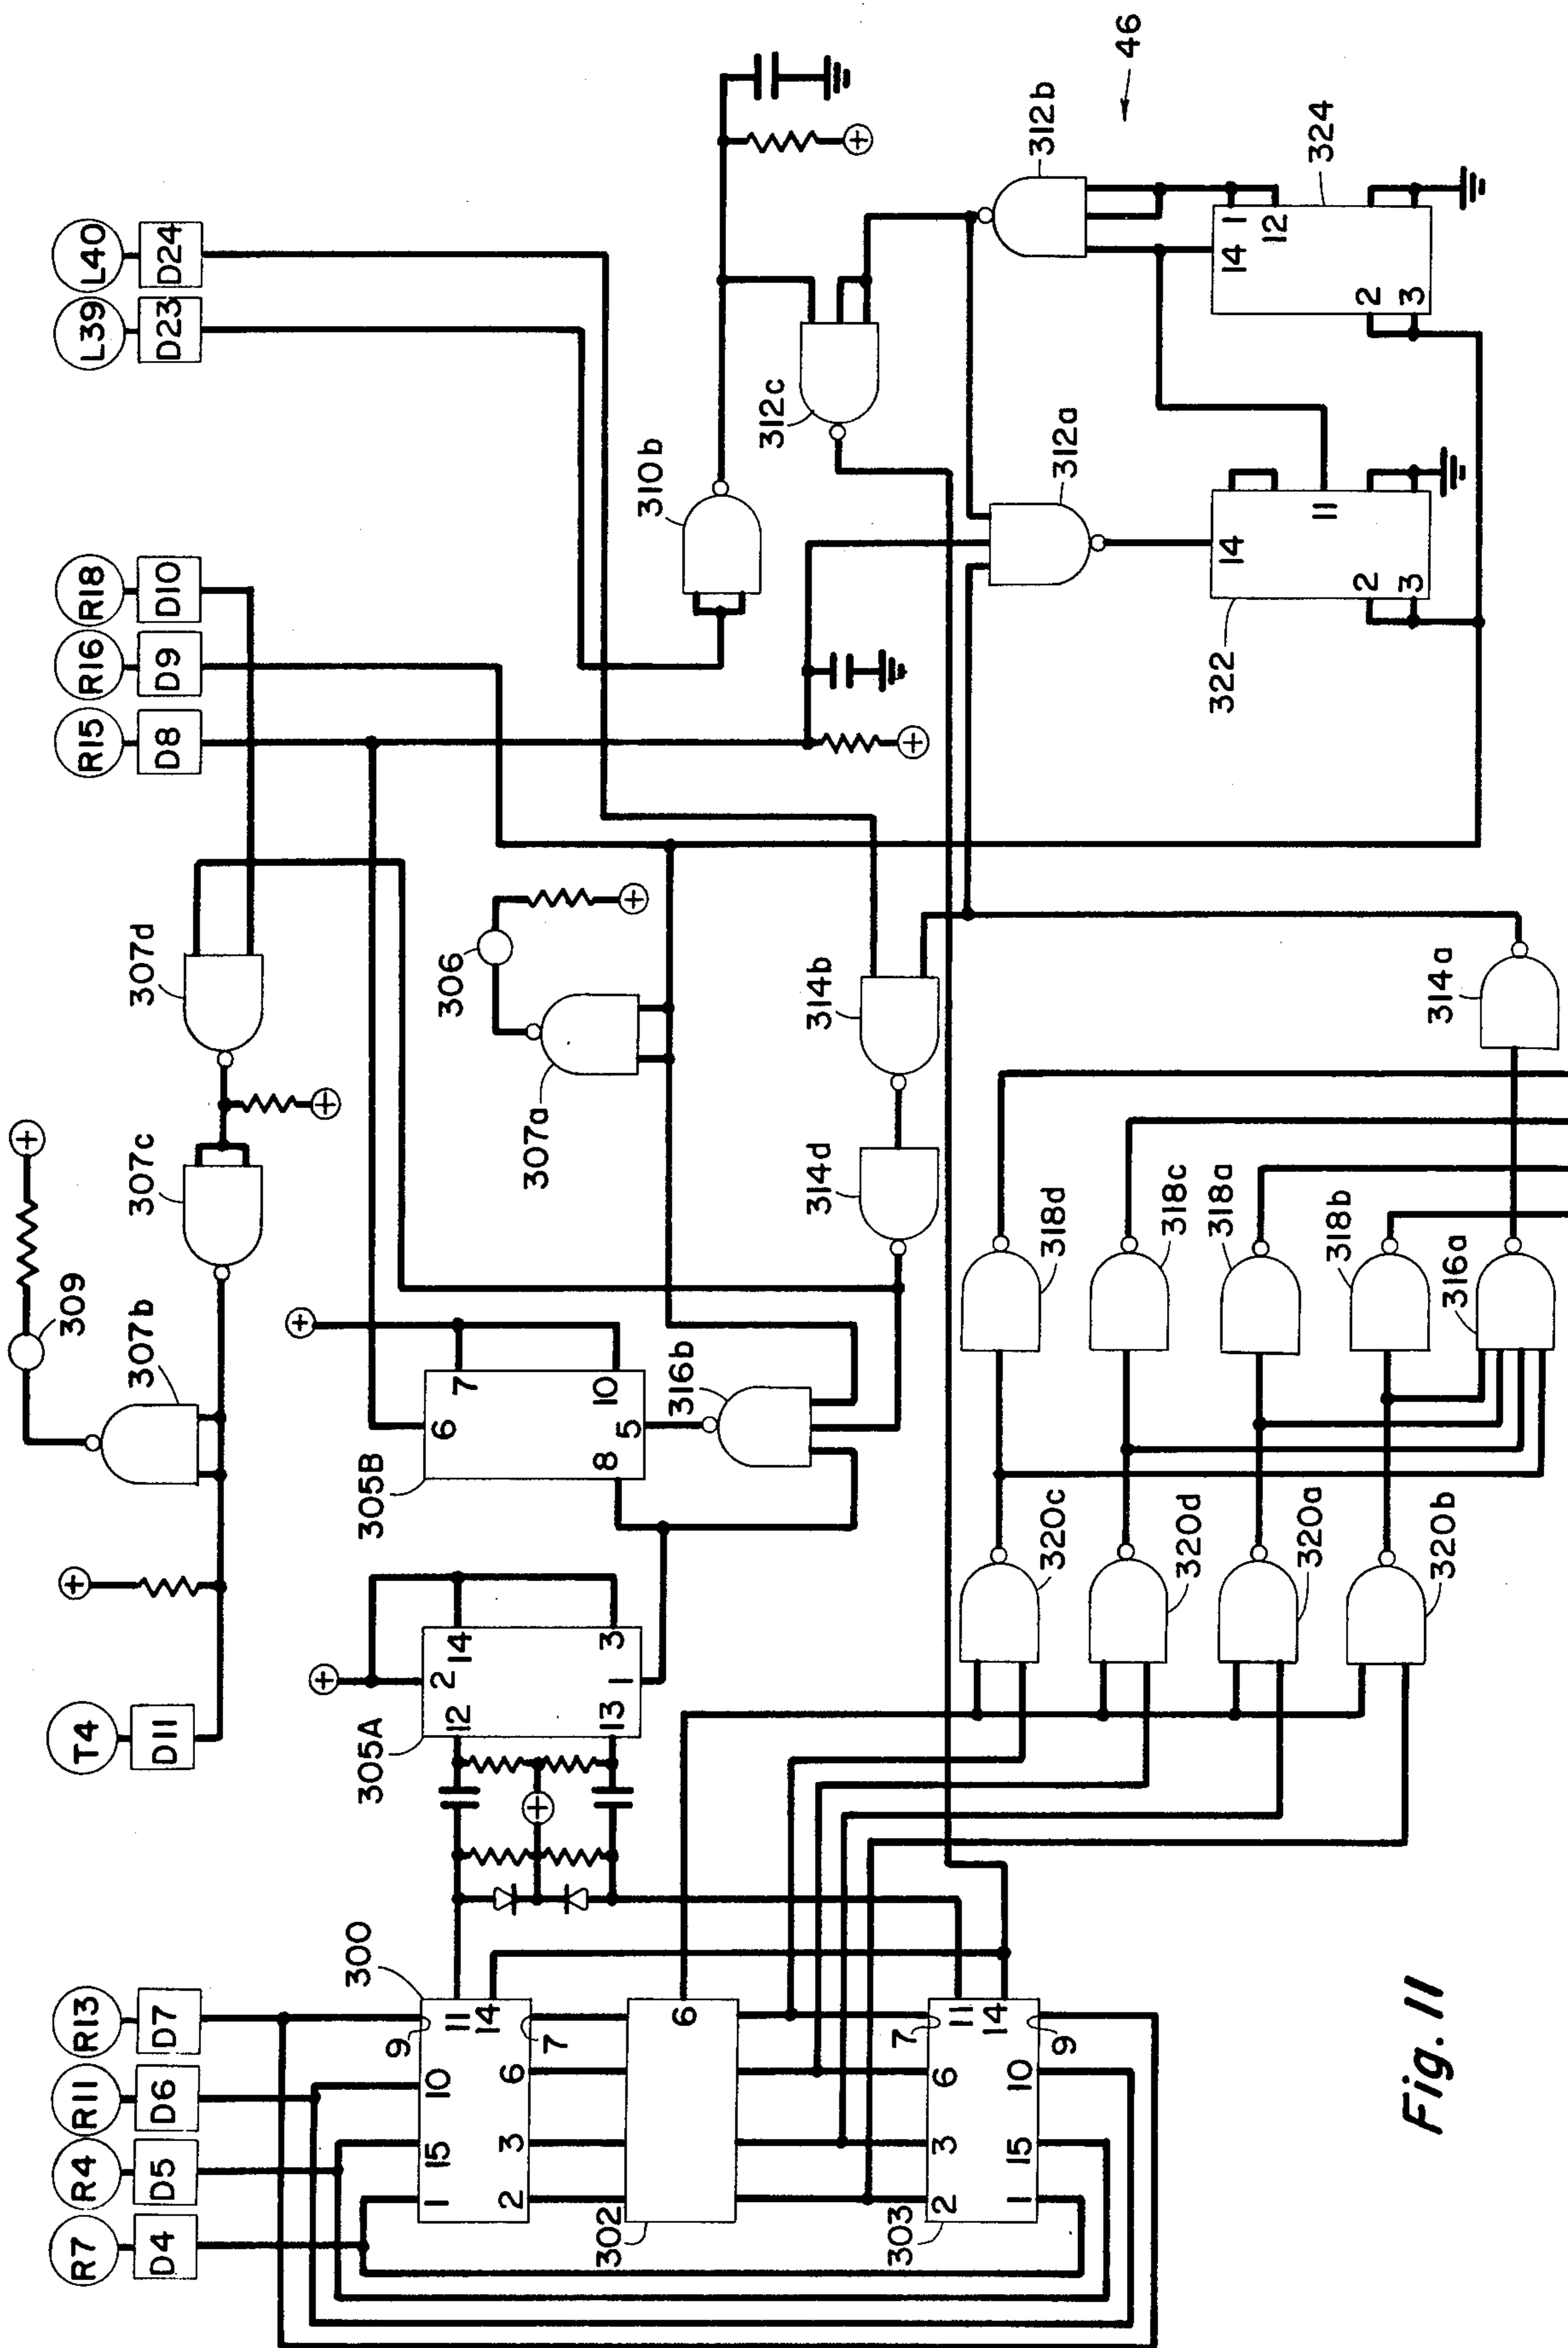 R7 R4 R11 R13 T4 R15 R16 R18 L39 L40
D4 D5 D6 D7 D11 D8 D9 D10 D23 D24
309
307b
307c
307d
300
9
10
15
1
11
14
7
6
3
2
302
6
303
7
6
3
2
11
14
9
10
15
1
305A
12
2
14
13
1
3
305B
6
7
8
5
10
316b
306
307a
314b
314d
310b
312c
312a
312b
46
322
14
11
2
3
324
14
1
12
2
3
320c
320d
320a
320b
318d
318c
318a
318b
316a
314a
Fig. 11